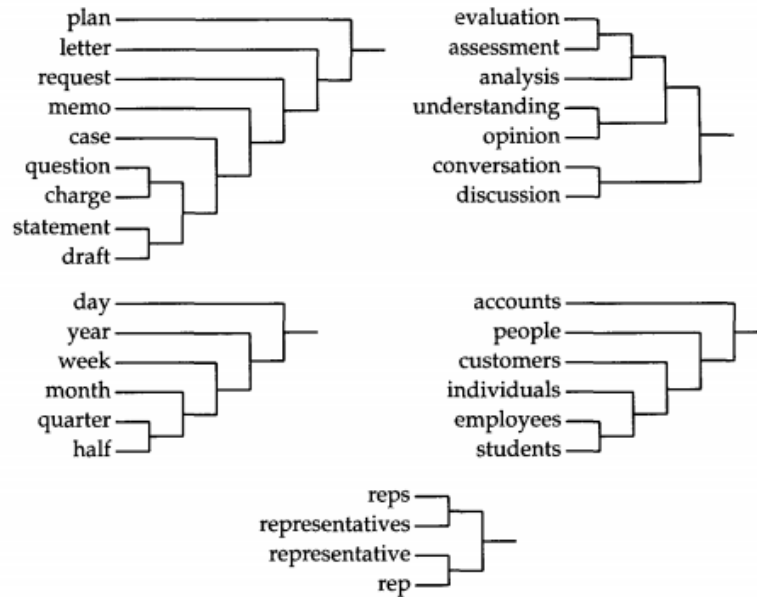 plan
letter
request
memo
case
question
charge
statement
draft
evaluation
assessment
analysis
understanding
opinion
conversation
discussion
day
year
week
month
quarter
half
accounts
people
customers
individuals
employees
students
reps
representatives
representative
rep